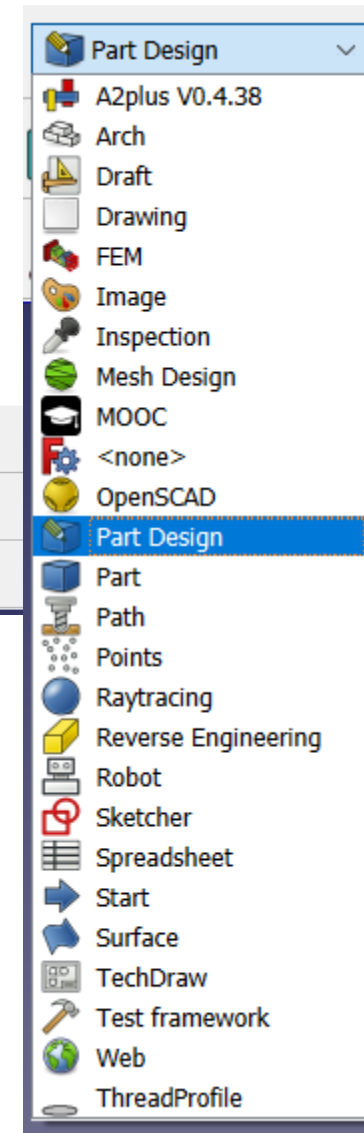 Part Design
A2plus V0.4.38
Arch
Draft
Drawing
FEM
Image
Inspection
Mesh Design
MOOC
<none>
OpenSCAD
Part Design
Part
Path
Points
Raytracing
Reverse Engineering
Robot
Sketcher
Spreadsheet
Start
Surface
TechDraw
Test framework
Web
ThreadProfile